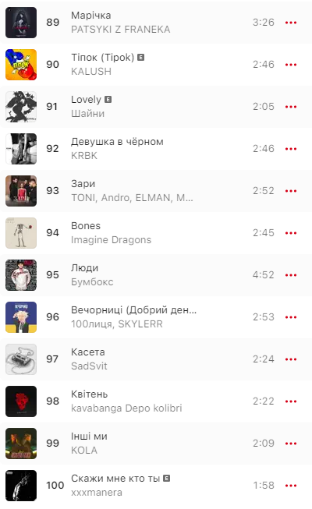 89 Марічка 3:26
PATSYKI Z FRANEKA
90 Тіпок (Tipok) E 2:46
KALUSH
91 Lovely E 2:05
Шайни
92 Девушка в чёрном 2:46
KRBK
93 Зари 2:52
TONI, Andro, ELMAN, M...
94 Bones 2:45
Imagine Dragons
95 Люди 4:52
Бумбокс
96 Вечорниці (Добрий ден... 2:53
100лиця, SKYLERR
97 Касета 2:24
SadSvit
98 Квітень 2:22
kavabanga Depo kolibri
99 Інші ми 2:09
KOLA
100 Скажи мне кто ты E 1:58
xxxmanera